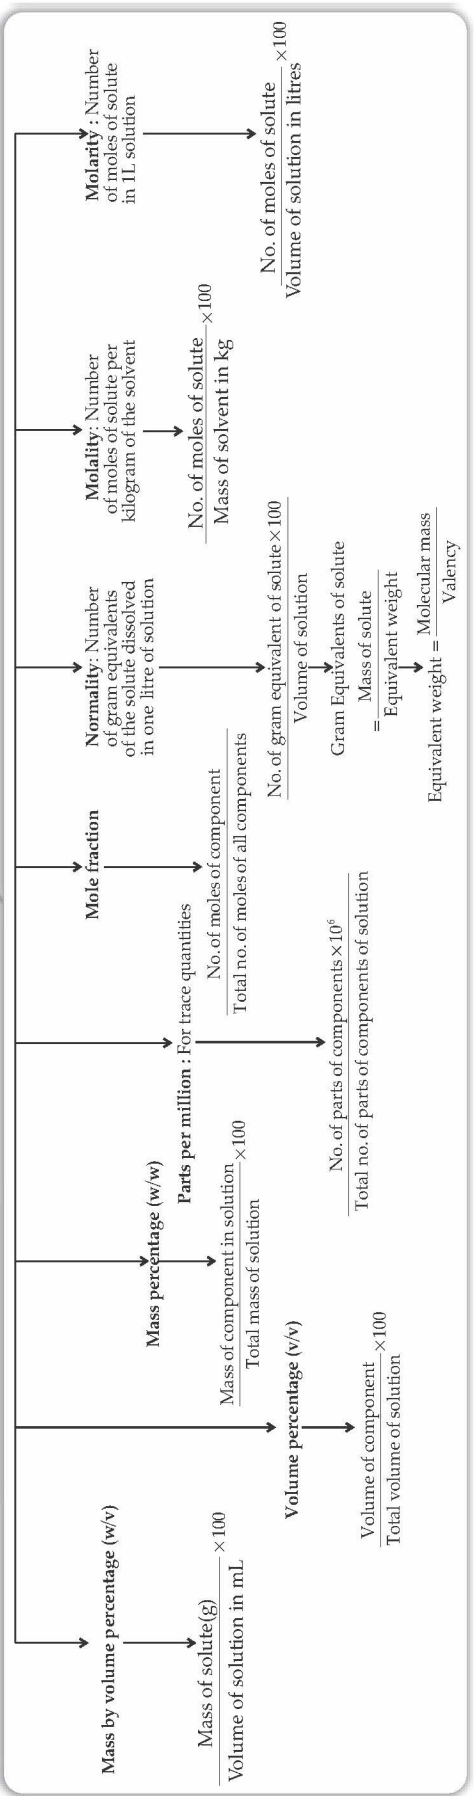 Mass by volume percentage (w/v)
Mass of solute(g)
Volume of solution in mL
×100
Volume percentage (v/v)
Volume of component
Total volume of solution
×100
Mass percentage (w/w)
Mass of component in solution
Total mass of solution
×100
Parts per million : For trace quantities
No. of parts of components×10⁶
Total no. of parts of components of solution
Mole fraction
No. of moles of component
Total no. of moles of all components
Normality: Number
of gram equivalents
of the solute dissolved
in one litre of solution
No. of gram equivalent of solute×100
Volume of solution
Gram Equivalents of solute
= Mass of solute
Equivalent weight
Equivalent weight = Molecular mass
Valency
Molality: Number
of moles of solute per
kilogram of the solvent
No. of moles of solute
Mass of solvent in kg
×100
Molarity : Number
of moles of solute
in 1L solution
No. of moles of solute
Volume of solution in litres
×100